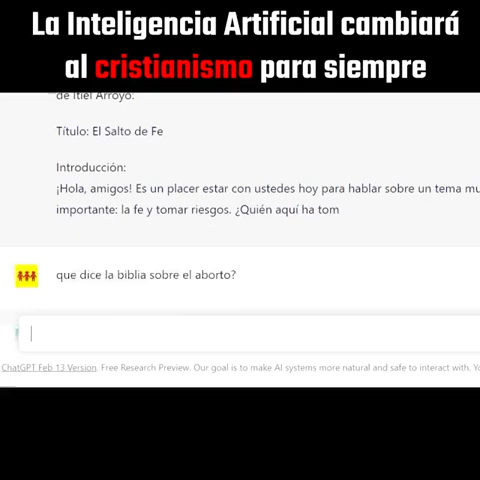 La Inteligencia Artificial cambiará
al cristianismo para siempre
de Itiel Arroyo:
Título: El Salto de Fe
Introducción:
¡Hola, amigos! Es un placer estar con ustedes hoy para hablar sobre un tema mu
importante: la fe y tomar riesgos. ¿Quién aquí ha tom
que dice la biblia sobre el aborto?
ChatGPT Feb 13 Version. Free Research Preview. Our goal is to make AI systems more natural and safe to interact with. Yo